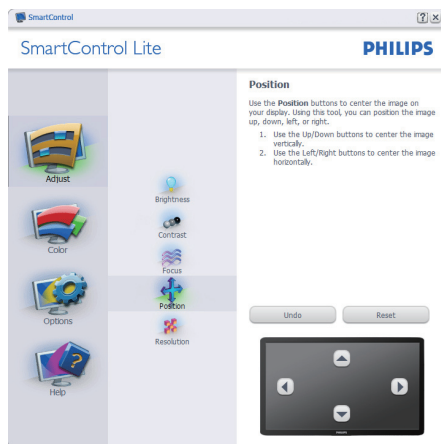 SmartControl
SmartControl Lite
PHILIPS
Adjust
Color
Options
Help
Brightness
Contrast
Focus
Position
Resolution
Position
Use the Position buttons to center the image on
your display. Using this tool, you can position the image
up, down, left, or right.
1. Use the Up/Down buttons to center the image
vertically.
2. Use the Left/Right buttons to center the image
horizontally.
Undo
Reset
PHILIPS